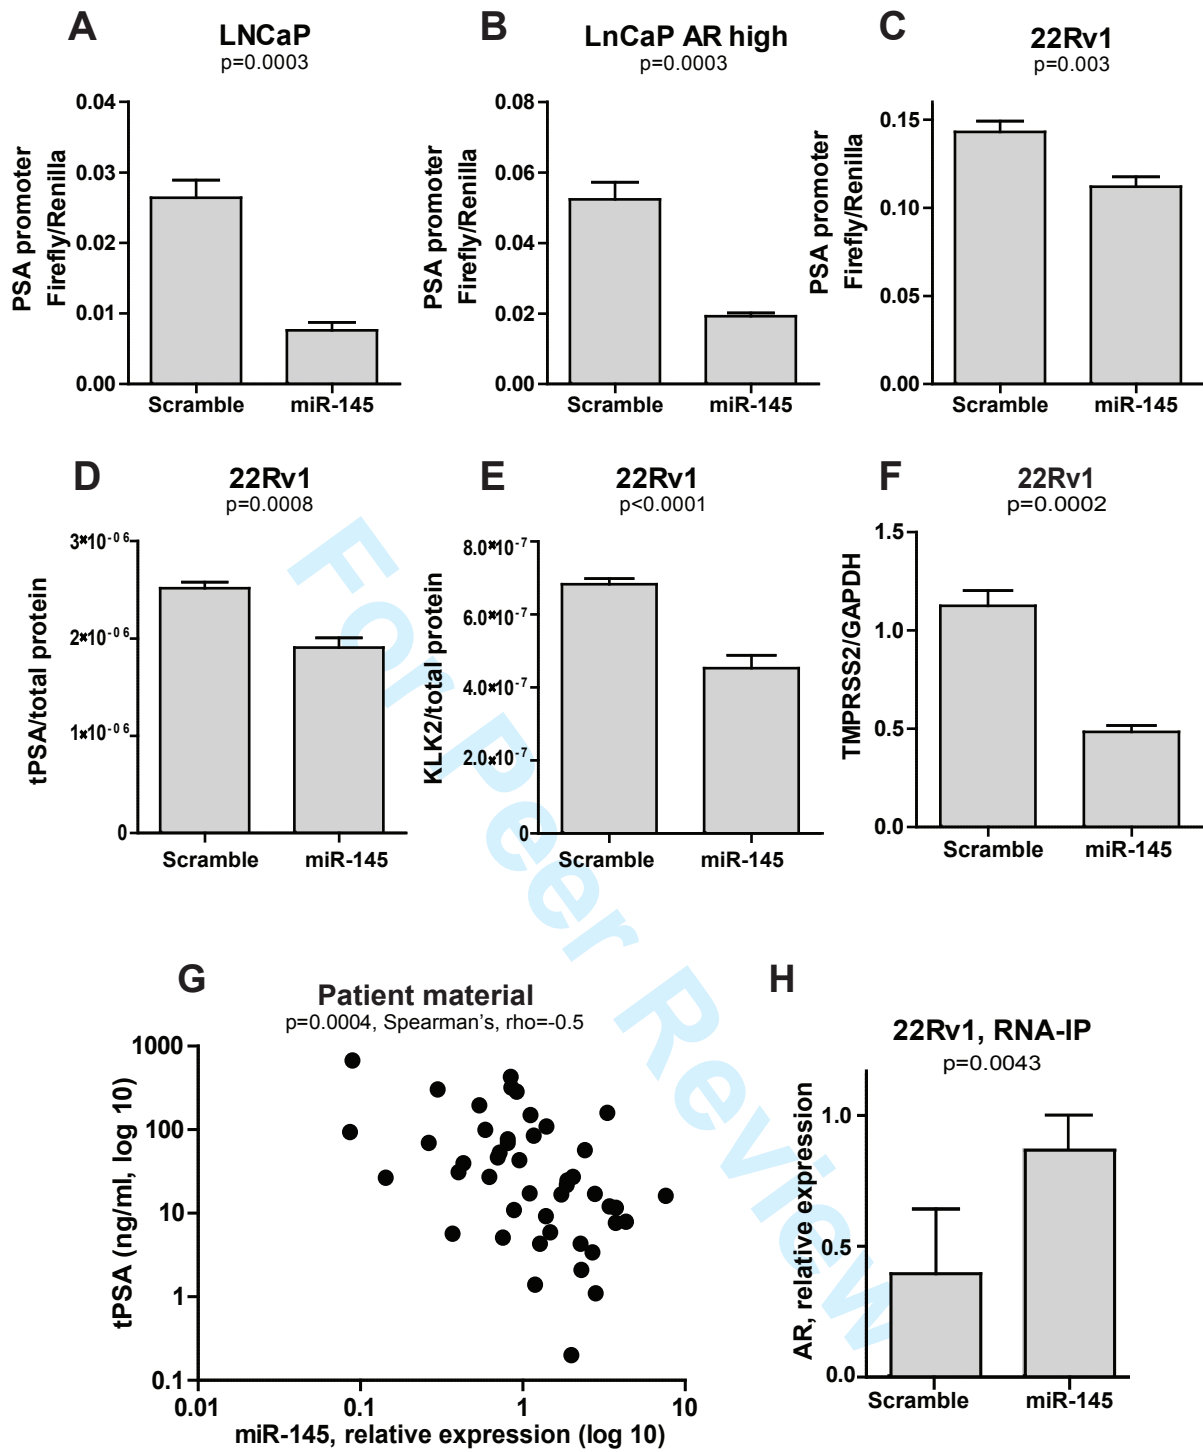 A
LNCaP
p=0.0003
PSA promoter
Firefly/Renilla
0.04
0.03
0.02
0.01
0.00
Scramble
miR-145
B
LnCaP AR high
p=0.0003
PSA promoter
Firefly/Renilla
0.08
0.06
0.04
0.02
0.00
Scramble
miR-145
C
22Rv1
p=0.003
PSA promoter
Firefly/Renilla
0.15
0.10
0.05
0.00
Scramble
miR-145
D
22Rv1
p=0.0008
tPSA/total protein
3×10⁻⁰⁶
2×10⁻⁰⁶
1×10⁻⁰⁶
0
Scramble
miR-145
E
22Rv1
p<0.0001
KLK2/total protein
8.0×10⁻⁷
6.0×10⁻⁷
4.0×10⁻⁷
2.0×10⁻⁷
0
Scramble
miR-145
F
22Rv1
p=0.0002
TMPRSS2/GAPDH
1.5
1.0
0.5
0.0
Scramble
miR-145
G
Patient material
p=0.0004, Spearman's, rho=-0.5
tPSA (ng/ml, log 10)
1000
100
10
1
0.1
0.01
0.1
1
10
miR-145, relative expression (log 10)
H
22Rv1, RNA-IP
p=0.0043
AR, relative expression
1.0
0.5
0.0
Scramble
miR-145
For Peer Review